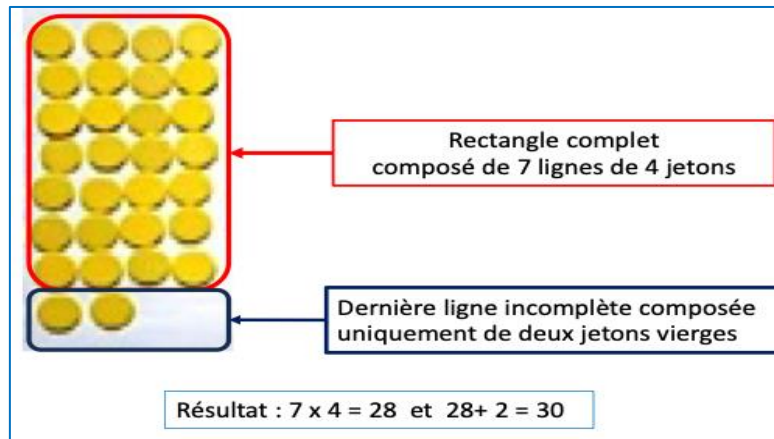 Rectangle complet
composé de 7 lignes de 4 jetons
Dernière ligne incomplète composée
uniquement de deux jetons vierges
Résultat : 7 x 4 = 28 et 28+ 2 = 30